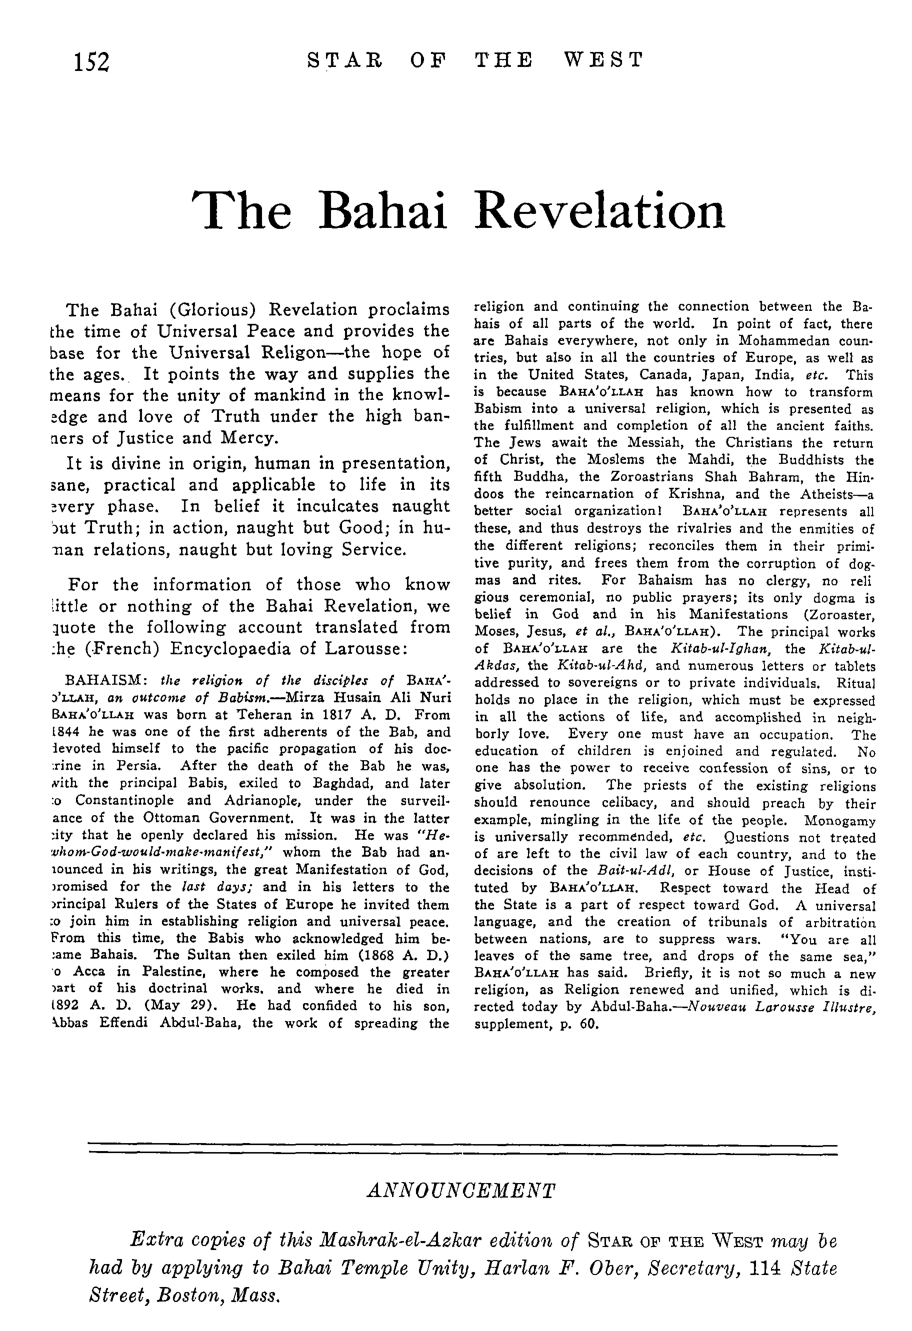 152
STAR OF THE WEST
The Bahai Revelation
The Bahai (Glorious) Revelation proclaims
the time of Universal Peace and provides the
base for the Universal Religon—the hope of
the ages. It points the way and supplies the
means for the unity of mankind in the knowl-
edge and love of Truth under the high ban-
ners of Justice and Mercy.
It is divine in origin, human in presentation,
sane, practical and applicable to life in its
every phase. In belief it inculcates naught
but Truth; in action, naught but Good; in hu-
man relations, naught but loving Service.
For the information of those who know
little or nothing of the Bahai Revelation, we
quote the following account translated from
the (French) Encyclopaedia of Larousse:
BAHAISM: the religion of the disciples of BAHA'-
O'LLAH, an outcome of Babism.—Mirza Husain Ali Nuri
BAHA'O'LLAH was born at Teheran in 1817 A. D. From
1844 he was one of the first adherents of the Bab, and
devoted himself to the pacific propagation of his doc-
trine in Persia. After the death of the Bab he was,
with the principal Babis, exiled to Baghdad, and later
to Constantinople and Adrianople, under the surveil-
ance of the Ottoman Government. It was in the latter
city that he openly declared his mission. He was "He-
whom-God-would-make-manifest," whom the Bab had an-
nounced in his writings, the great Manifestation of God,
promised for the last days; and in his letters to the
principal Rulers of the States of Europe he invited them
to join him in establishing religion and universal peace.
From this time, the Babis who acknowledged him be-
came Bahais. The Sultan then exiled him (1868 A. D.)
to Acca in Palestine, where he composed the greater
part of his doctrinal works, and where he died in
1892 A. D. (May 29). He had confided to his son,
Abbas Effendi Abdul-Baha, the work of spreading the
religion and continuing the connection between the Ba-
hais of all parts of the world. In point of fact, there
are Bahais everywhere, not only in Mohammedan coun-
tries, but also in all the countries of Europe, as well as
in the United States, Canada, Japan, India, etc. This
is because BAHA'O'LLAH has known how to transform
Babism into a universal religion, which is presented as
the fulfillment and completion of all the ancient faiths.
The Jews await the Messiah, the Christians the return
of Christ, the Moslems the Mahdi, the Buddhists the
fifth Buddha, the Zoroastrians Shah Bahram, the Hin-
doos the reincarnation of Krishna, and the Atheists—a
better social organization! BAHA'O'LLAH represents all
these, and thus destroys the rivalries and the enmities of
the different religions; reconciles them in their primi-
tive purity, and frees them from the corruption of dog-
mas and rites. For Bahaism has no clergy, no reli
gious ceremonial, no public prayers; its only dogma is
belief in God and in his Manifestations (Zoroaster,
Moses, Jesus, et al., BAHA'O'LLAH). The principal works
of BAHA'O'LLAH are the Kitab-ul-Ighan, the Kitab-ul-
Akdas, the Kitab-ul-Ahd, and numerous letters or tablets
addressed to sovereigns or to private individuals. Ritual
holds no place in the religion, which must be expressed
in all the actions of life, and accomplished in neigh-
borly love. Every one must have an occupation. The
education of children is enjoined and regulated. No
one has the power to receive confession of sins, or to
give absolution. The priests of the existing religions
should renounce celibacy, and should preach by their
example, mingling in the life of the people. Monogamy
is universally recommended, etc. Questions not treated
of are left to the civil law of each country, and to the
decisions of the Bait-ul-Adl, or House of Justice, insti-
tuted by BAHA'O'LLAH. Respect toward the Head of
the State is a part of respect toward God. A universal
language, and the creation of tribunals of arbitration
between nations, are to suppress wars. "You are all
leaves of the same tree, and drops of the same sea,"
BAHA'O'LLAH has said. Briefly, it is not so much a new
religion, as Religion renewed and unified, which is di-
rected today by Abdul-Baha.—Nouveau Larousse Illustre,
supplement, p. 60.
ANNOUNCEMENT
Extra copies of this Mashrak-el-Azkar edition of STAR OF THE WEST may be
had by applying to Bahai Temple Unity, Harlan F. Ober, Secretary, 114 State
Street, Boston, Mass.